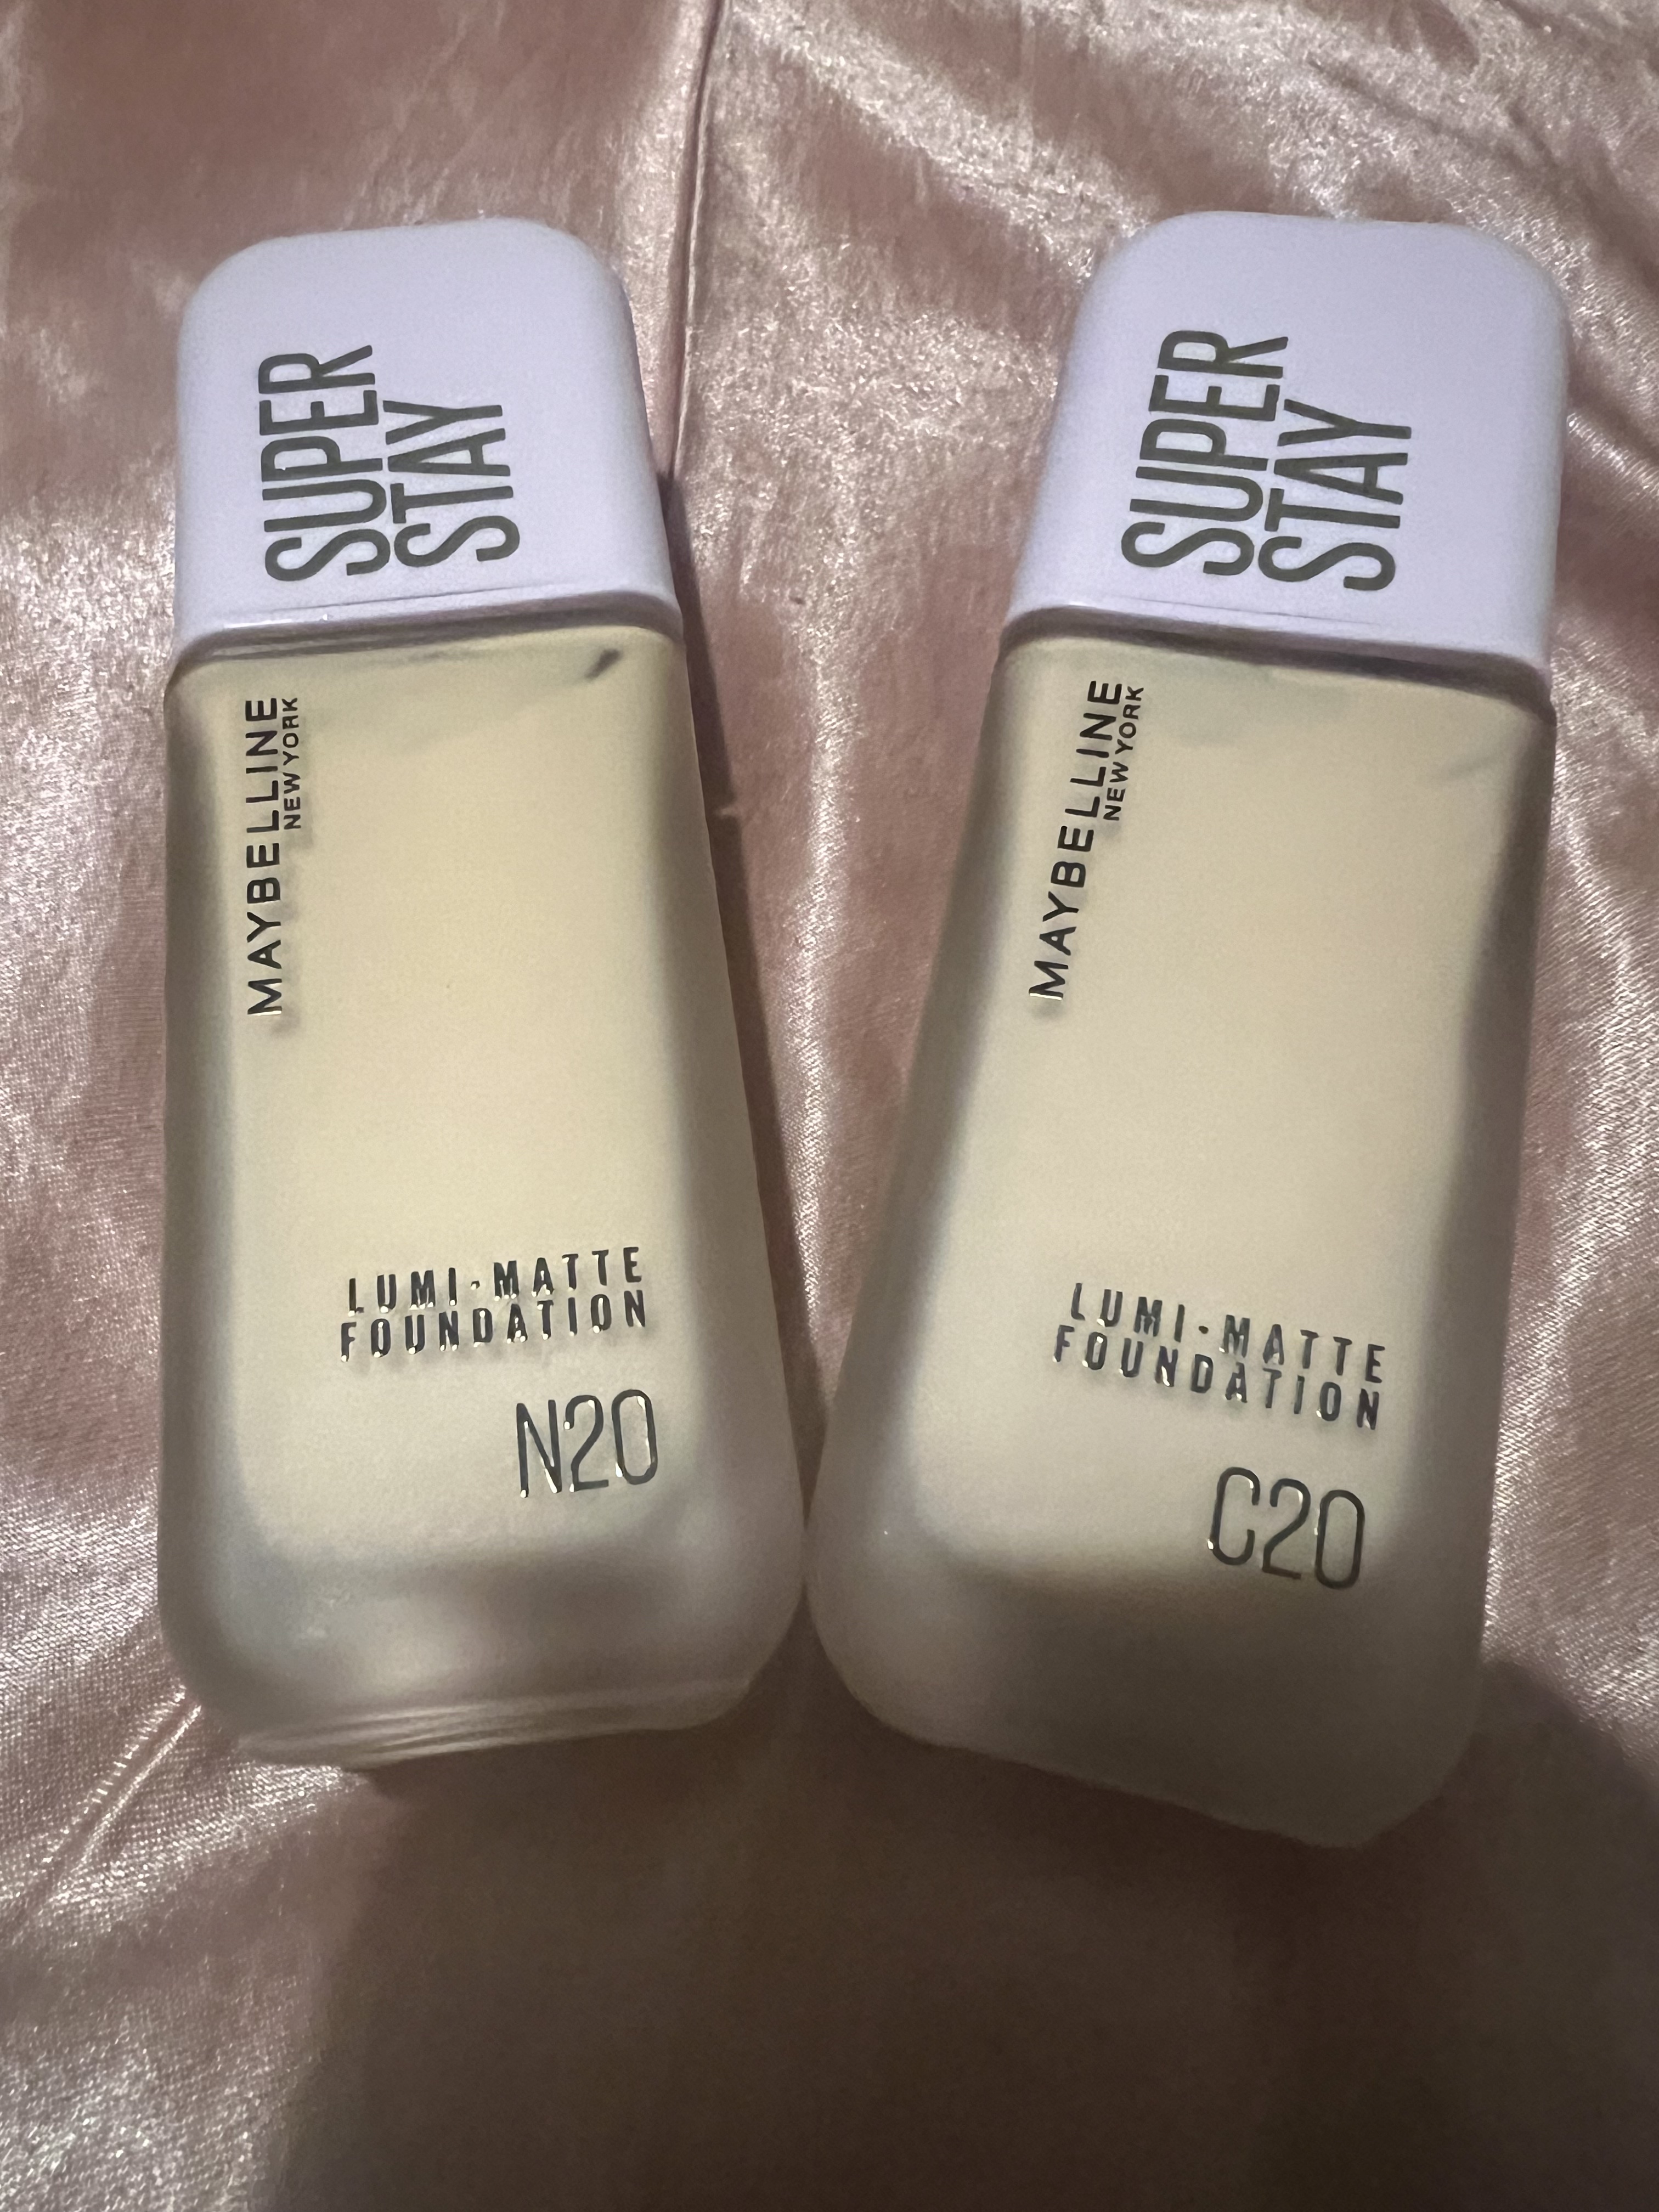 SUPER
STAY
MAYBELLINE
NEW YORK
LUMI-MATTE
FOUNDATION
N20
SUPER
STAY
MAYBELLINE
NEW YORK
LUMI-MATTE
FOUNDATION
C20